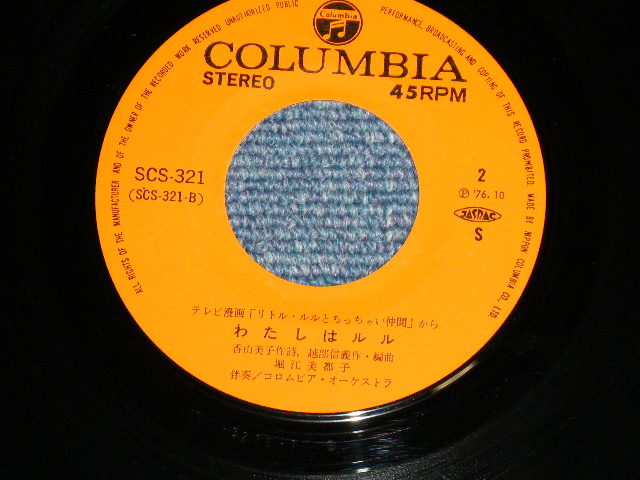 ALL RIGHTS OF THE MANUFACTURER AND OF THE OWNER OF THE RECORDED WORK RESERVED UNAUTHORIZED PUBLIC PERFORMANCE, BROADCASTING AND COPYING OF THIS RECORD PROHIBITED. MADE BY NIPPON COLUMBIA CO., LTD.
Columbia
COLUMBIA
STEREO 45RPM
SCS-321
(SCS-321-B)
2
Ⓟ '76.10
JASRAC
S
テレビ漫画「リトル・ルルとちっちゃい仲間」から
わたしはルル
香山美子作詩, 越部信義作・編曲
堀江美都子
伴奏/コロムビア・オーケストラ